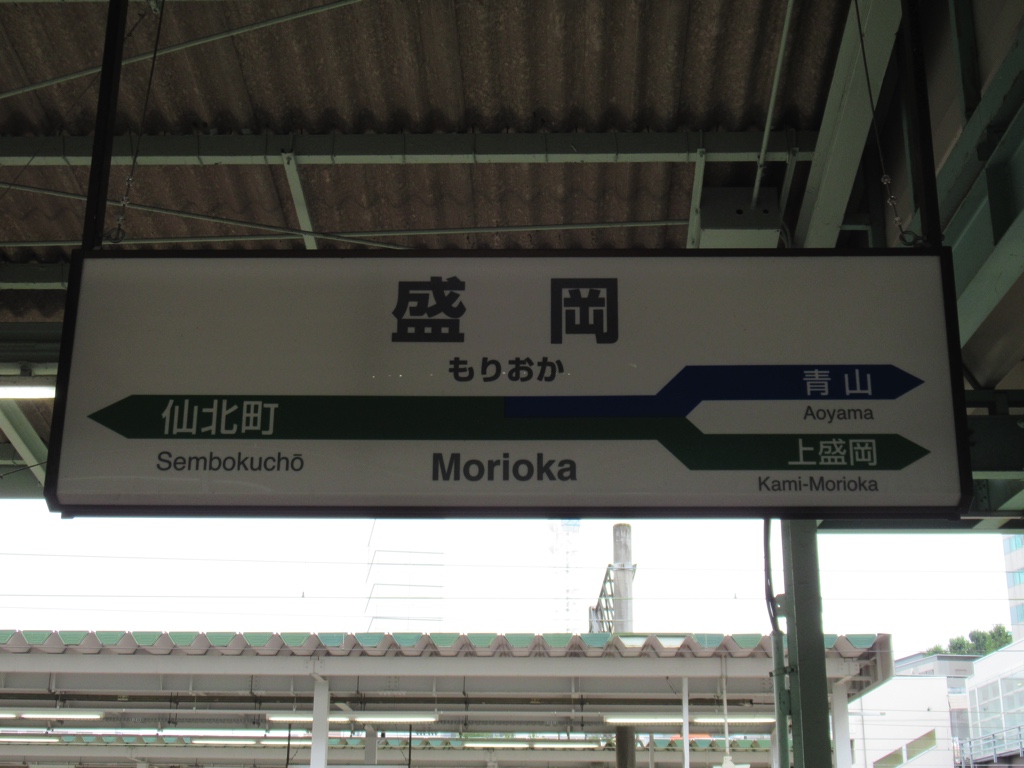 盛岡
もりおか
青山
Aoyama
仙北町
Sembokuchō
Morioka
上盛岡
Kami-Morioka